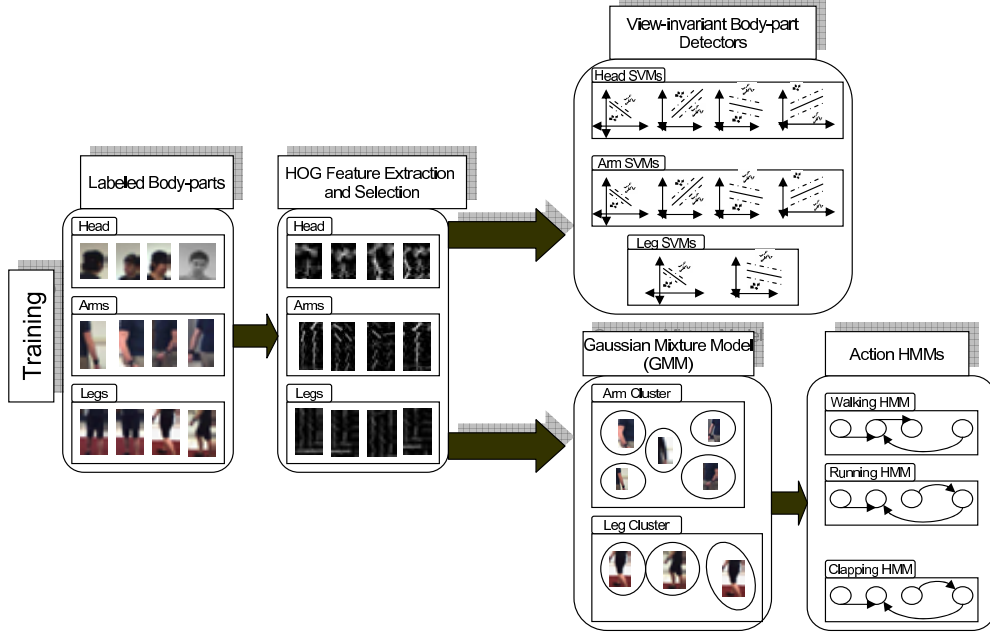 Training
Labeled Body-parts
Head
Arms
Legs
HOG Feature Extraction
and Selection
Head
Arms
Legs
View-invariant Body-part
Detectors
Head SVMs
Arm SVMs
Leg SVMs
Gaussian Mixture Model
(GMM)
Arm Cluster
Leg Cluster
Action HMMs
Walking HMM
Running HMM
Clapping HMM